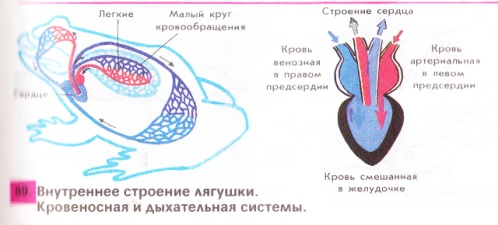 Легкие
Малый круг
кровообращения
Сердце
Строение сердца
Кровь
венозная
в правом
предсердии
Кровь
артериальная
в левом
предсердии
Кровь смешанная
в желудочке
80. Внутреннее строение лягушки.
Кровеносная и дыхательная системы.